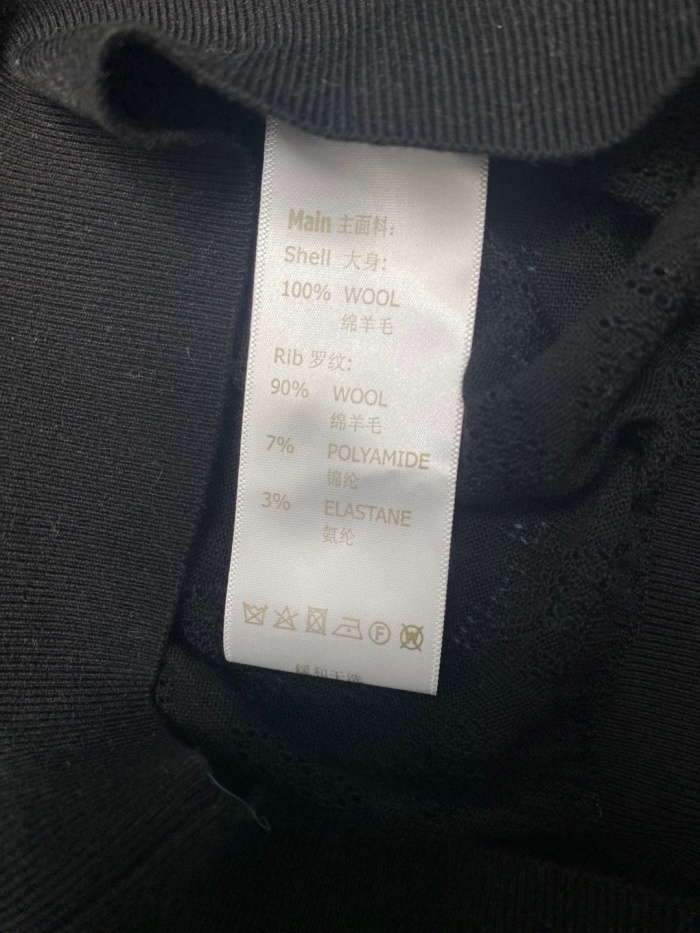 Main 主面料:
Shell 大身:
100% WOOL
绵羊毛
Rib 罗纹:
90% WOOL
绵羊毛
7% POLYAMIDE
锦纶
3% ELASTANE
氨纶
F W